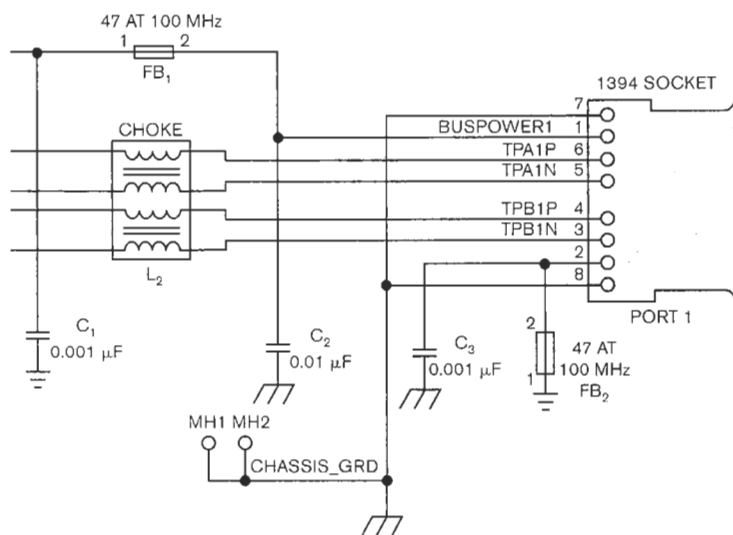 47 AT 100 MHz
1 2
FB₁
1394 SOCKET
CHOKE
7
BUSPOWER1 1
TPA1P 6
TPA1N 5
TPB1P 4
TPB1N 3
2
8
L₂
PORT 1
C₁
0.001 µF
C₂
0.01 µF
C₃
0.001 µF
2
1
47 AT
100 MHz
FB₂
MH1 MH2
CHASSIS_GRD